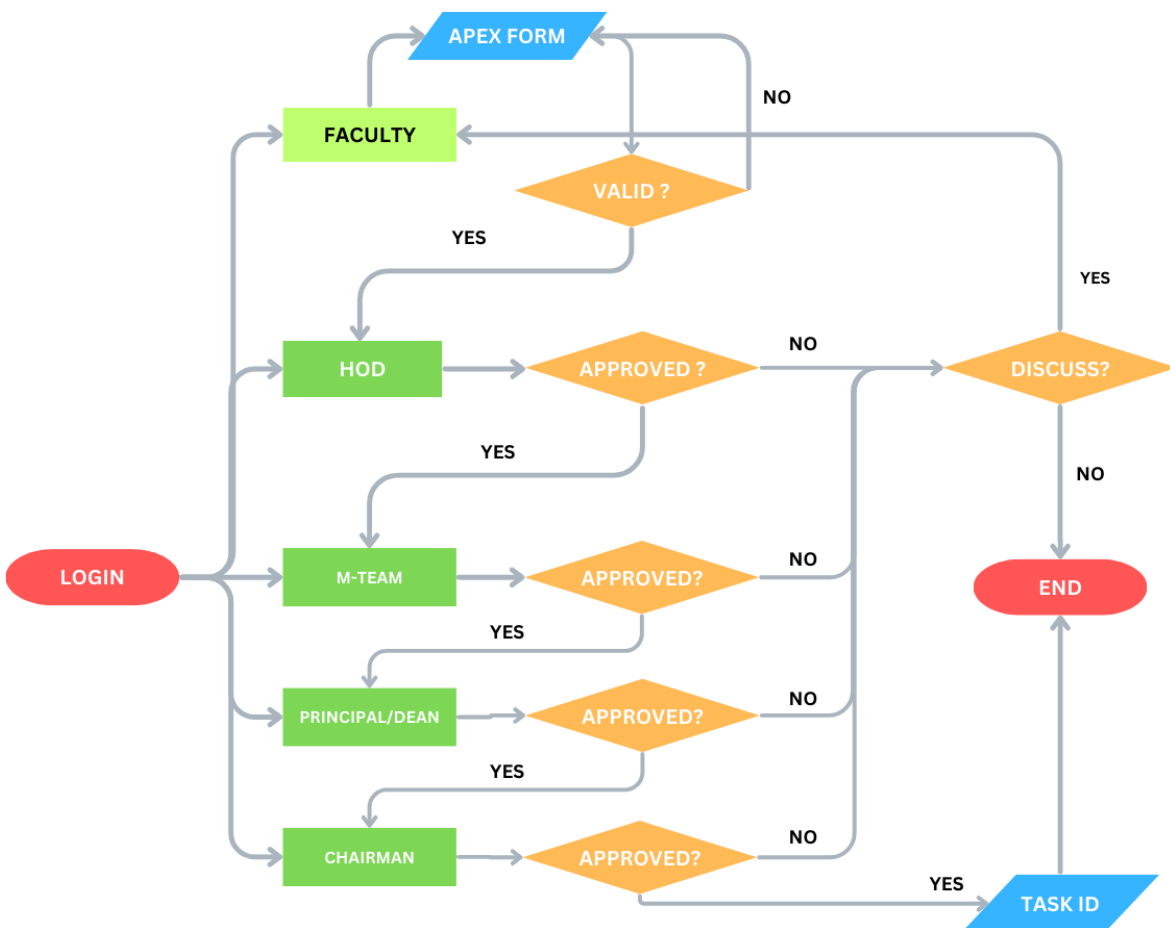 APEX FORM
NO
FACULTY
VALID ?
YES
YES
HOD
APPROVED ?
NO
DISCUSS?
YES
NO
LOGIN
M-TEAM
APPROVED?
NO
END
YES
PRINCIPAL/DEAN
APPROVED?
NO
YES
CHAIRMAN
APPROVED?
NO
YES
TASK ID